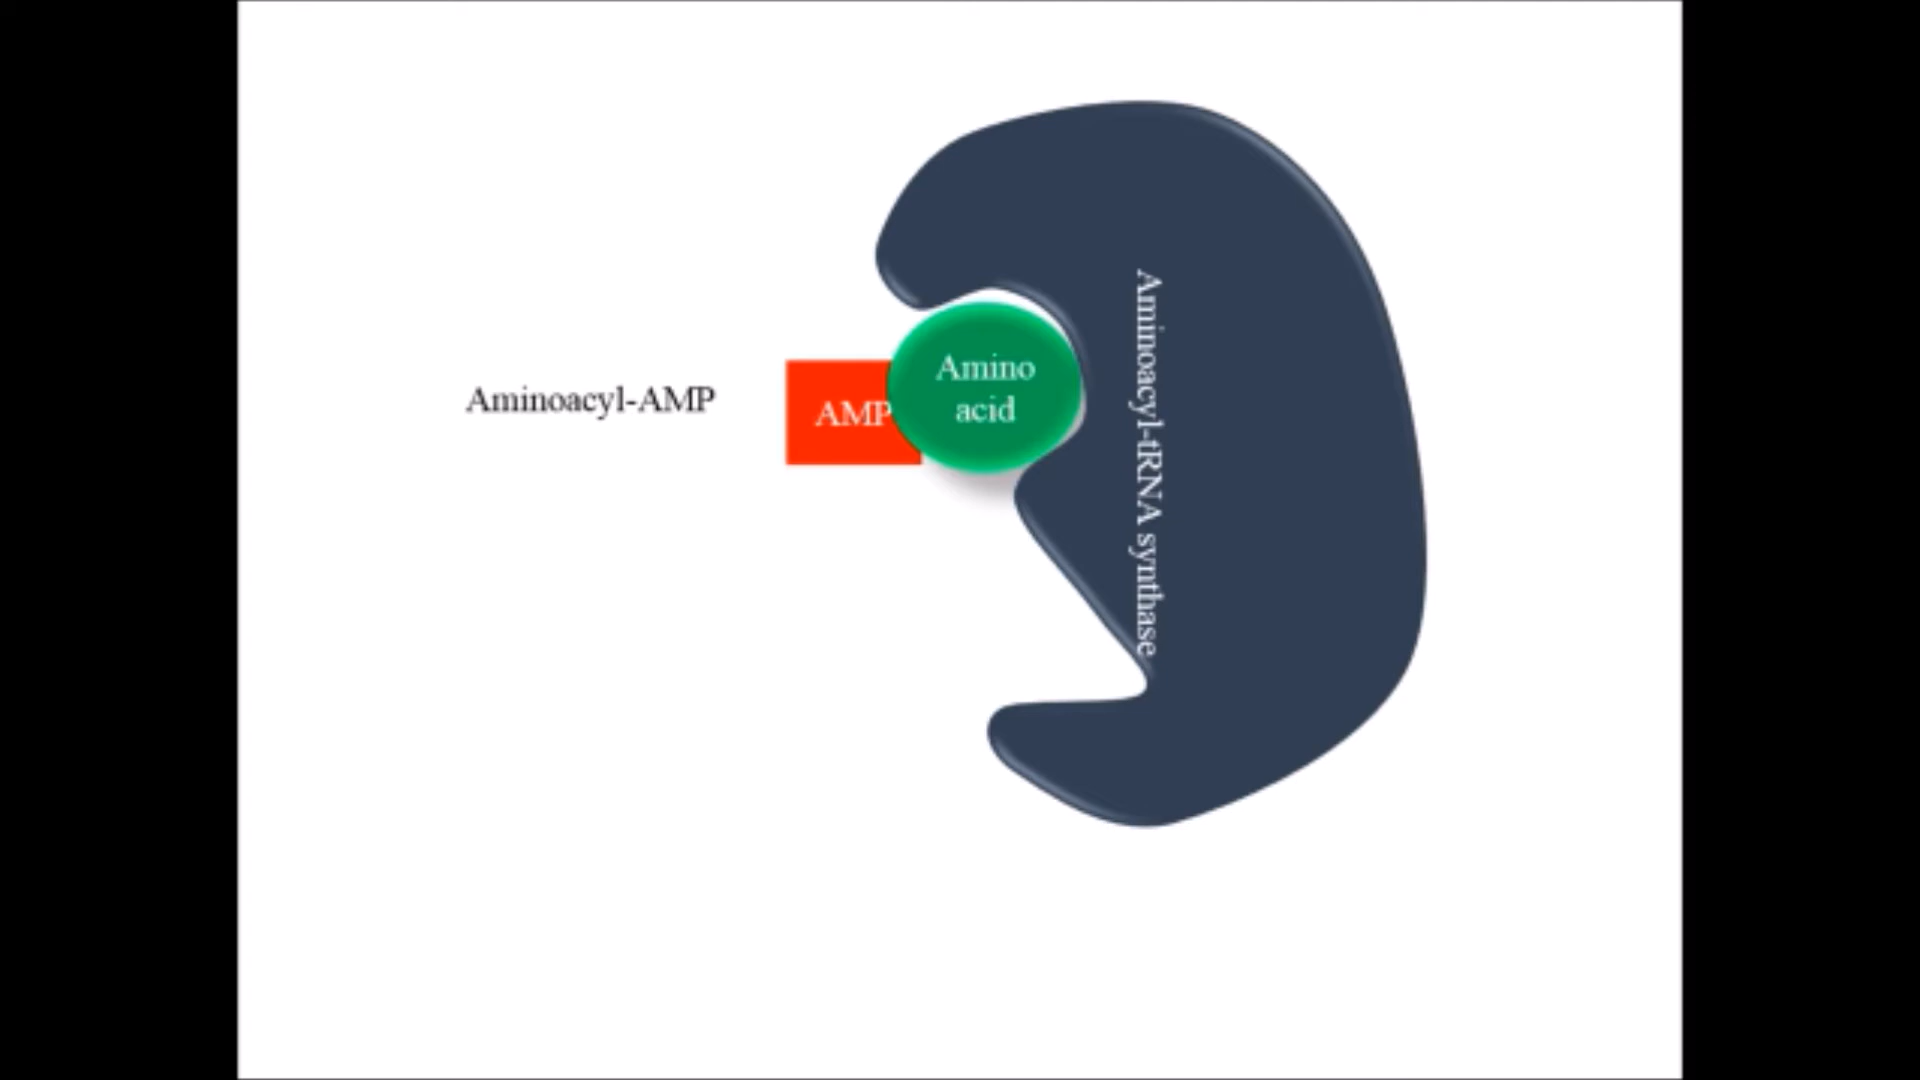 Aminoacyl-AMP
AMP
Amino
acid
Aminoacyl-tRNA synthase